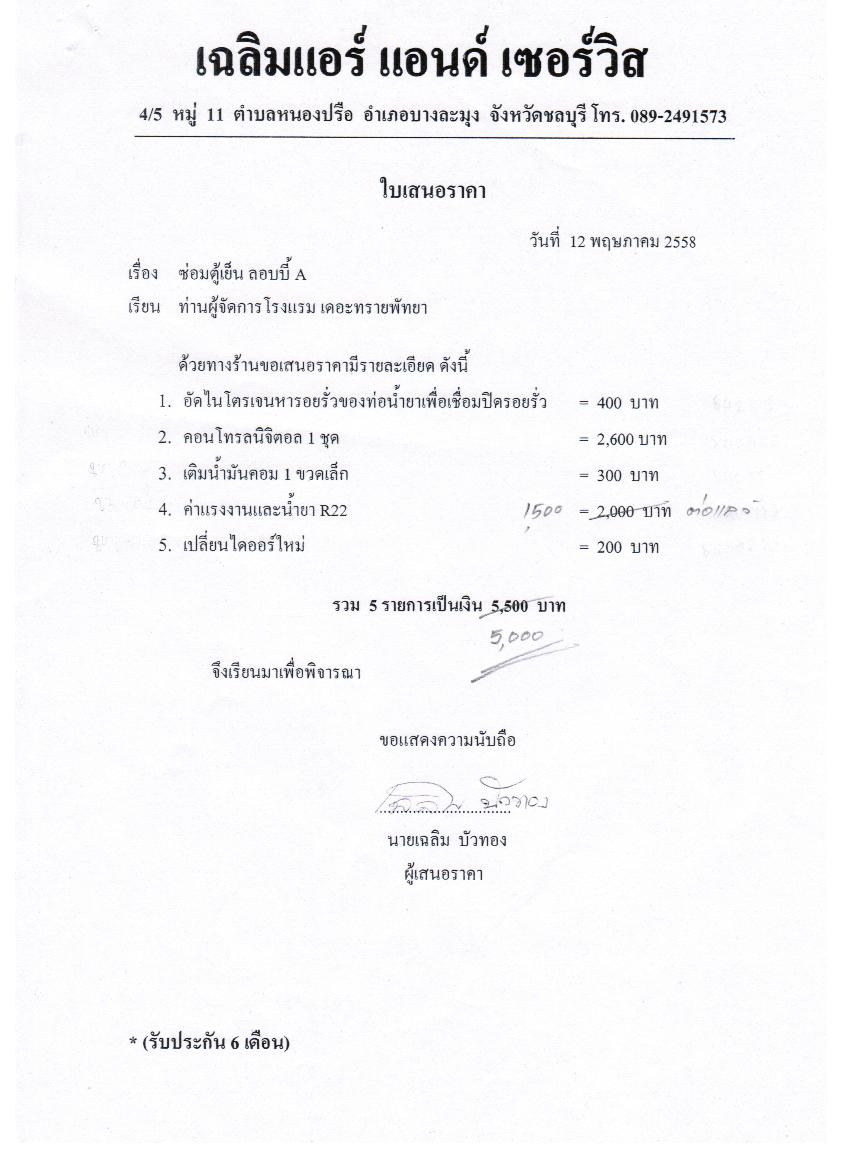 เฉลิมแอร์ แอนด์ เซอร์วิส
4/5 หมู่ 11 ตำบลหนองปรือ อำเภอบางละมุง จังหวัดชลบุรี โทร. 089-2491573
ใบเสนอราคา
วันที่ 12 พฤษภาคม 2558
เรื่อง ซ่อมตู้เย็น ลอบบี้ A
เรียน ท่านผู้จัดการโรงแรม เดอะทรายพัทยา
ด้วยทางร้านขอเสนอราคามีรายละเอียด ดังนี้
1. อัดไนโตรเจนหารอยรั่วของท่อน้ำยาเพื่อเชื่อมปิดรอยรั่ว = 400 บาท
2. คอนโทรลนิจิตอล 1 ชุด = 2,600 บาท
3. เติมน้ำมันคอม 1 ขวดเล็ก = 300 บาท
4. ค่าแรงงานและน้ำยา R22 1,500 = 2,000 บาท ต่อแล้ว
5. เปลี่ยนไดออร์ใหม่ = 200 บาท
รวม 5 รายการเป็นเงิน 5,500 บาท
5,000
จึงเรียนมาเพื่อพิจารณา
ขอแสดงความนับถือ
เฉลิม บัวทอง
นายเฉลิม บัวทอง
ผู้เสนอราคา
* (รับประกัน 6 เดือน)